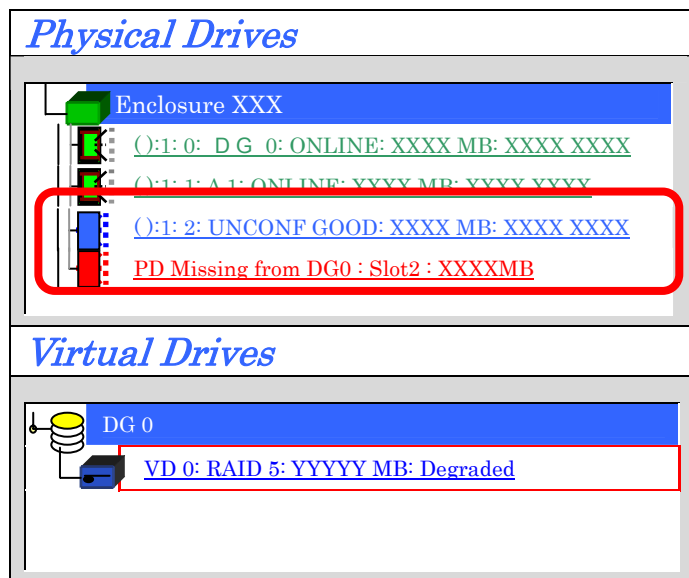 Physical Drives
Enclosure XXX
( ):1: 0: ＤＧ 0: ONLINE: XXXX MB: XXXX XXXX
( ):1: 1: A 1: ONLINE: XXXX MB: XXXX XXXX
( ):1: 2: UNCONF GOOD: XXXX MB: XXXX XXXX
PD Missing from DG0 : Slot2 : XXXXMB
Virtual Drives
DG 0
VD 0: RAID 5: YYYYY MB: Degraded